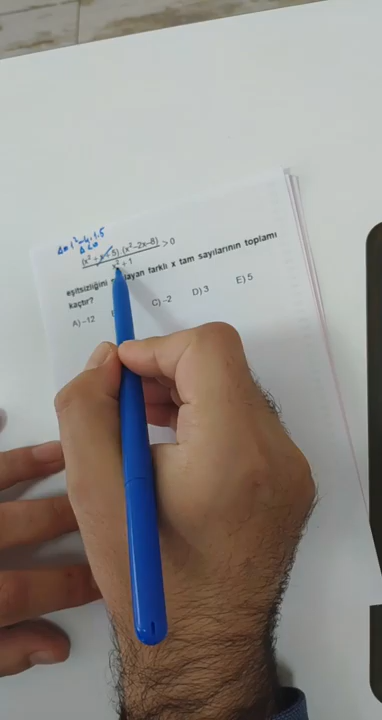 Δ = 1² - 4.1.5
Δ < 0
(x² + x + 5) . (x² - 2x - 8)
x² + 1
> 0
eşitsizliğini layan farklı x tam sayılarının toplamı
kaçtır?
A) -12 C) -2 D) 3 E) 5